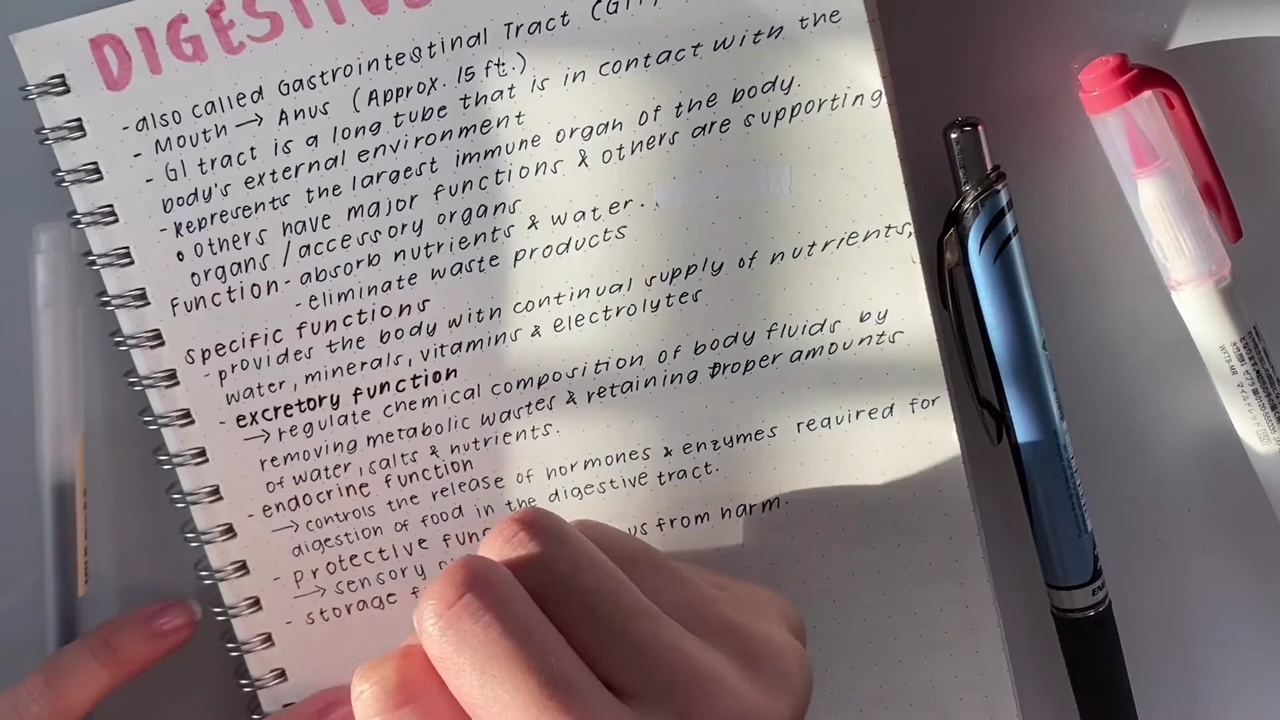 DIGESTIVE
- also called Gastrointestinal Tract (GIT)
- Mouth → Anus (Approx. 15 ft.)
- GI tract is a long tube that is in contact with the
body's external environment
- Represents the largest immune organ of the body.
• others have major functions & others are supporting
organs / accessory organs
Function - absorb nutrients & water.
- eliminate waste products
specific functions
- provides the body with continual supply of nutrients,
water, minerals, vitamins & electrolytes
- excretory function
→ regulate chemical composition of body fluids by
removing metabolic wastes & retaining proper amounts
of water, salts & nutrients.
- endocrine function
→ controls the release of hormones & enzymes required for
digestion of food in the digestive tract.
- Protective func
→ sensory us from harm
- storage f
WFT8-MR